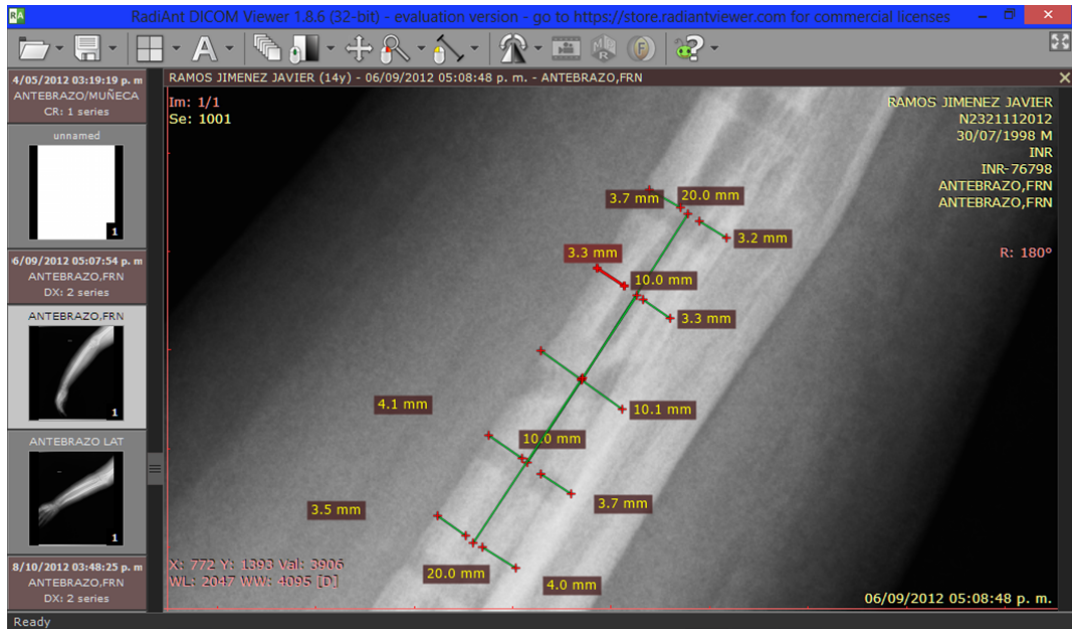 RadiAnt DICOM Viewer 1.8.6 (32-bit) - evaluation version - go to https://store.radiantviewer.com for commercial licenses
4/05/2012 03:19:19 p. m
ANTEBRAZO/MUÑECA
CR: 1 series
unnamed
1
6/09/2012 05:07:54 p. m
ANTEBRAZO,FRN
DX: 2 series
ANTEBRAZO,FRN
1
ANTEBRAZO LAT
1
8/10/2012 03:48:25 p. m
ANTEBRAZO,FRN
DX: 2 series
RAMOS JIMENEZ JAVIER (14y) - 06/09/2012 05:08:48 p. m. - ANTEBRAZO,FRN
Im: 1/1
Se: 1001
RAMOS JIMENEZ JAVIER
N2321112012
30/07/1998 M
INR
INR-76798
ANTEBRAZO,FRN
ANTEBRAZO,FRN
R: 180º
3.7 mm
20.0 mm
3.2 mm
3.3 mm
10.0 mm
3.3 mm
4.1 mm
10.1 mm
10.0 mm
3.7 mm
3.5 mm
20.0 mm
4.0 mm
X: 772 Y: 1393 Val: 3906
WL: 2047 WW: 4095 [D]
06/09/2012 05:08:48 p. m.
Ready